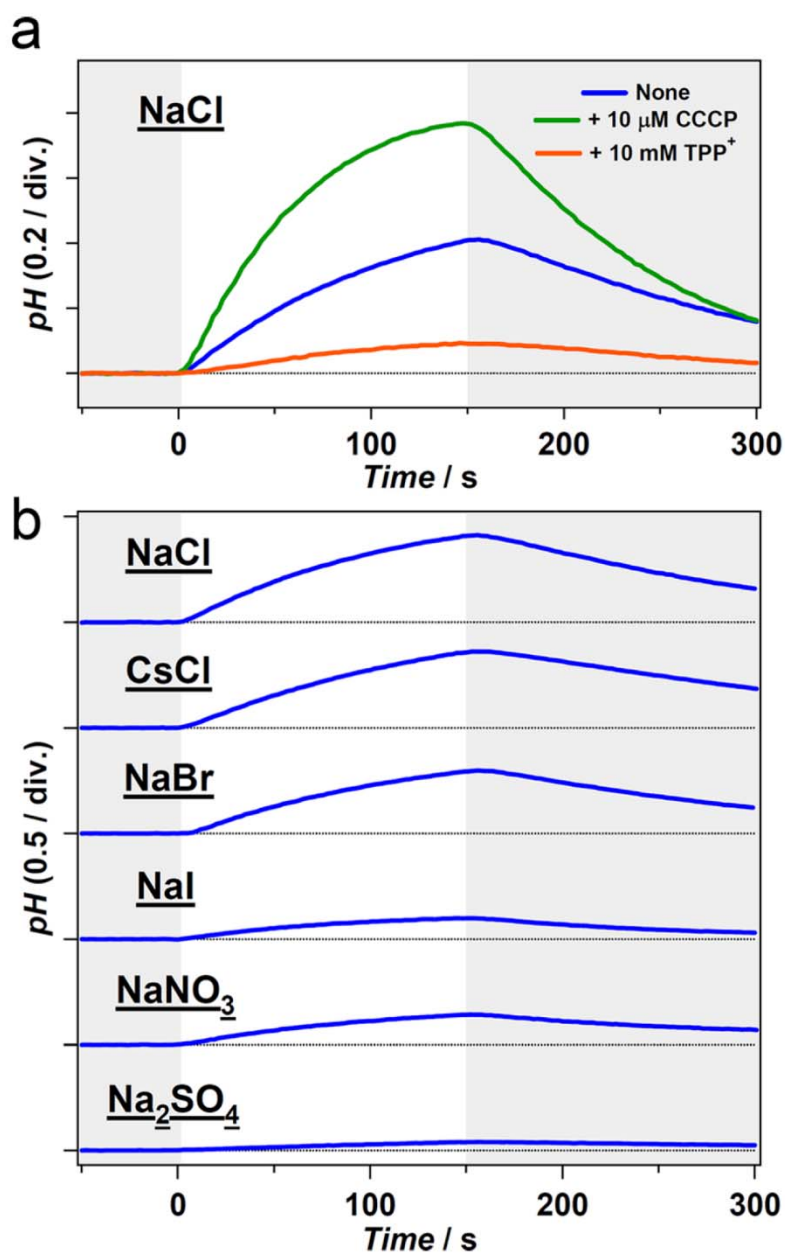 a
NaCl
None
+ 10 µM CCCP
+ 10 mM TPP⁺
pH (0.2 / div.)
0 100 200 300
Time / s
b
NaCl
CsCl
NaBr
NaI
NaNO₃
Na₂SO₄
pH (0.5 / div.)
0 100 200 300
Time / s